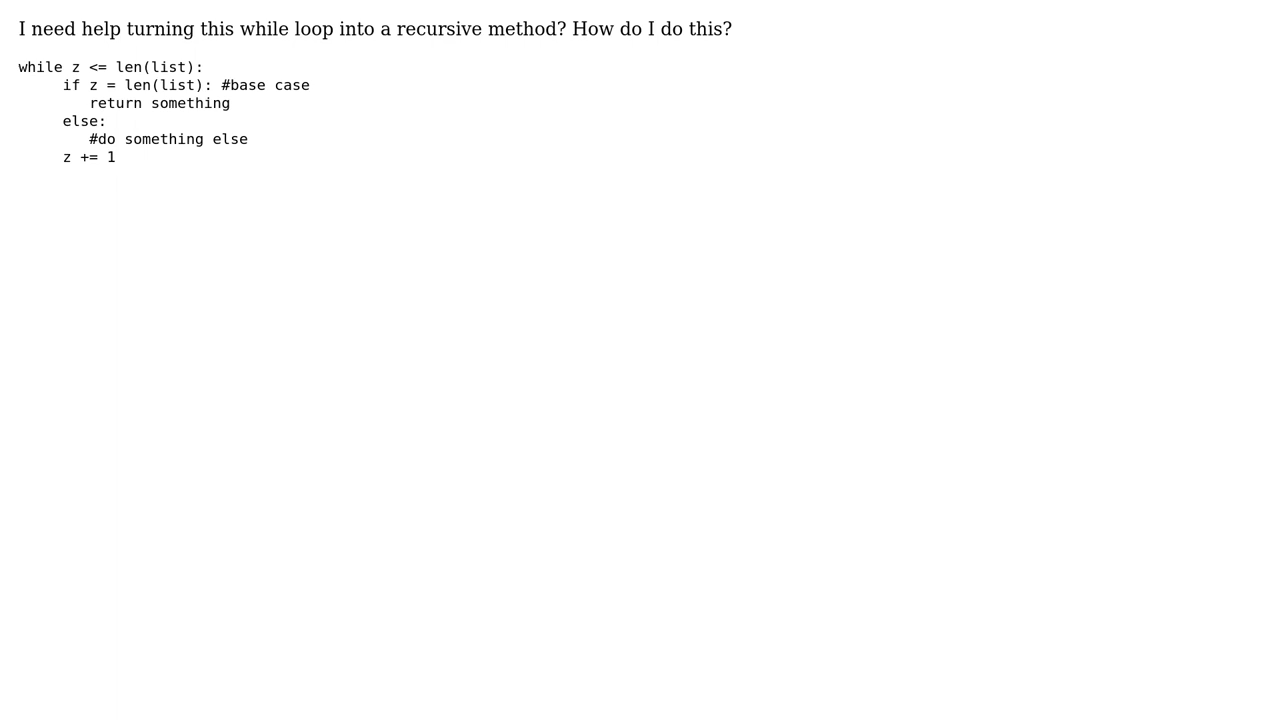 I need help turning this while loop into a recursive method? How do I do this?
while z <= len(list):
     if z = len(list): #base case
        return something
     else:
        #do something else
     z += 1